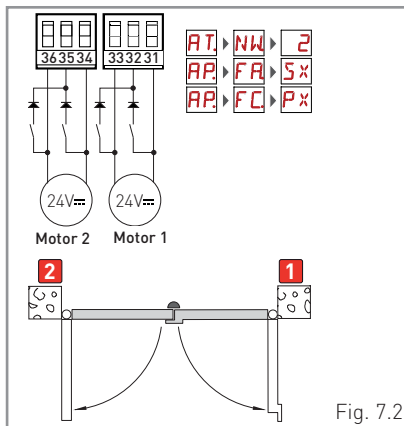 36 35 34 33 32 31
AT. NW 2
AP. FA SX
AP. FC. PX
24V 24V
Motor 2 Motor 1
2 1
Fig. 7.2